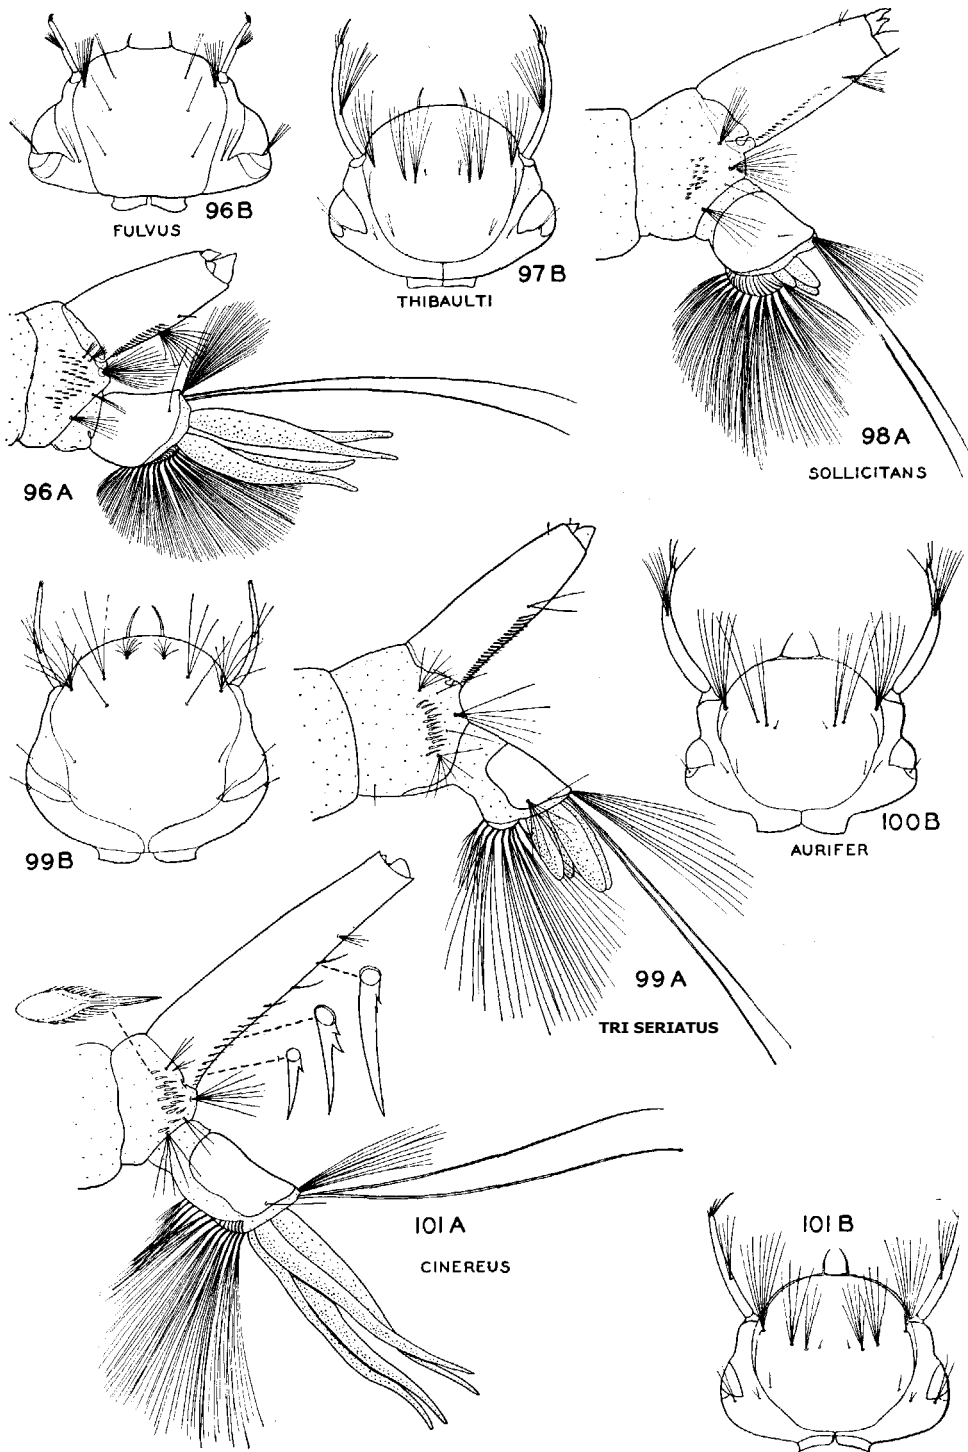 96B
FULVUS
97B
THIBAULTI
98A
SOLLICITANS
96A
99B
100B
AURIFER
99A
TRI SERIATUS
101A
CINEREUS
101B